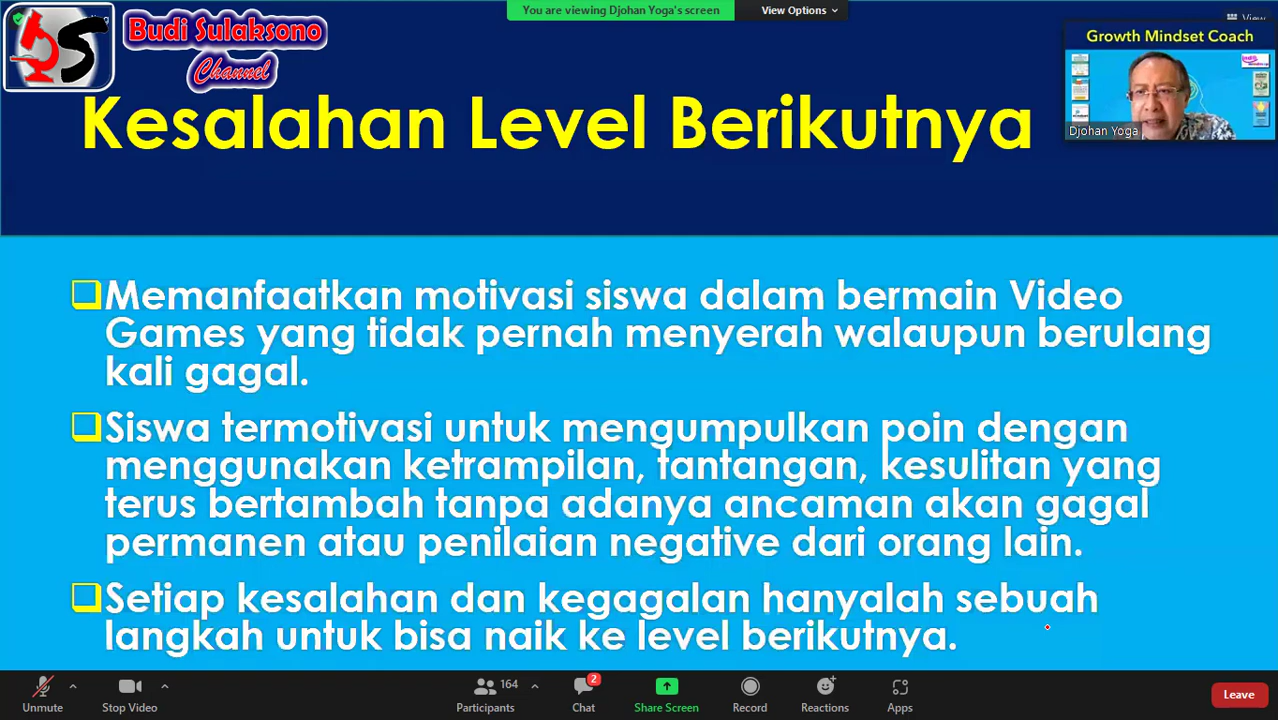 You are viewing Djohan Yoga's screen
View Options
View
Budi Sulaksono
Channel
S
Growth Mindset Coach
Djohan Yoga
Kesalahan Level Berikutnya
Memanfaatkan motivasi siswa dalam bermain Video
Games yang tidak pernah menyerah walaupun berulang
kali gagal.
Siswa termotivasi untuk mengumpulkan poin dengan
menggunakan ketrampilan, tantangan, kesulitan yang
terus bertambah tanpa adanya ancaman akan gagal
permanen atau penilaian negative dari orang lain.
Setiap kesalahan dan kegagalan hanyalah sebuah
langkah untuk bisa naik ke level berikutnya.
164
2
Unmute
Stop Video
Participants
Chat
Share Screen
Record
Reactions
Apps
Leave